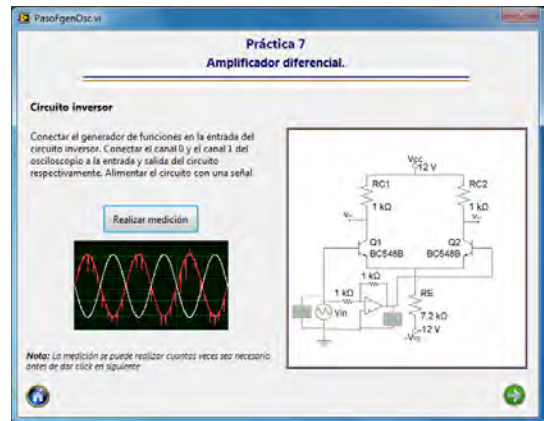 PasoFgenOsc.vi
Práctica 7
Amplificador diferencial.
Circuito inversor
Conectar el generador de funciones en la entrada del
circuito inversor. Conectar el canal 0 y el canal 1 del
osciloscopio a la entrada y salida del circuito
respectivamente. Alimentar el circuito con una señal
Realizar medición
Nota: La medición se puede realizar cuantas veces sea necesario
antes de dar click en siguiente
Vcc
12 V
RC1
1 kΩ
RC2
1 kΩ
Q1
BC548B
Q2
BC548B
1 kΩ
1 kΩ
Vin
RE
7.2 kΩ
-12 V